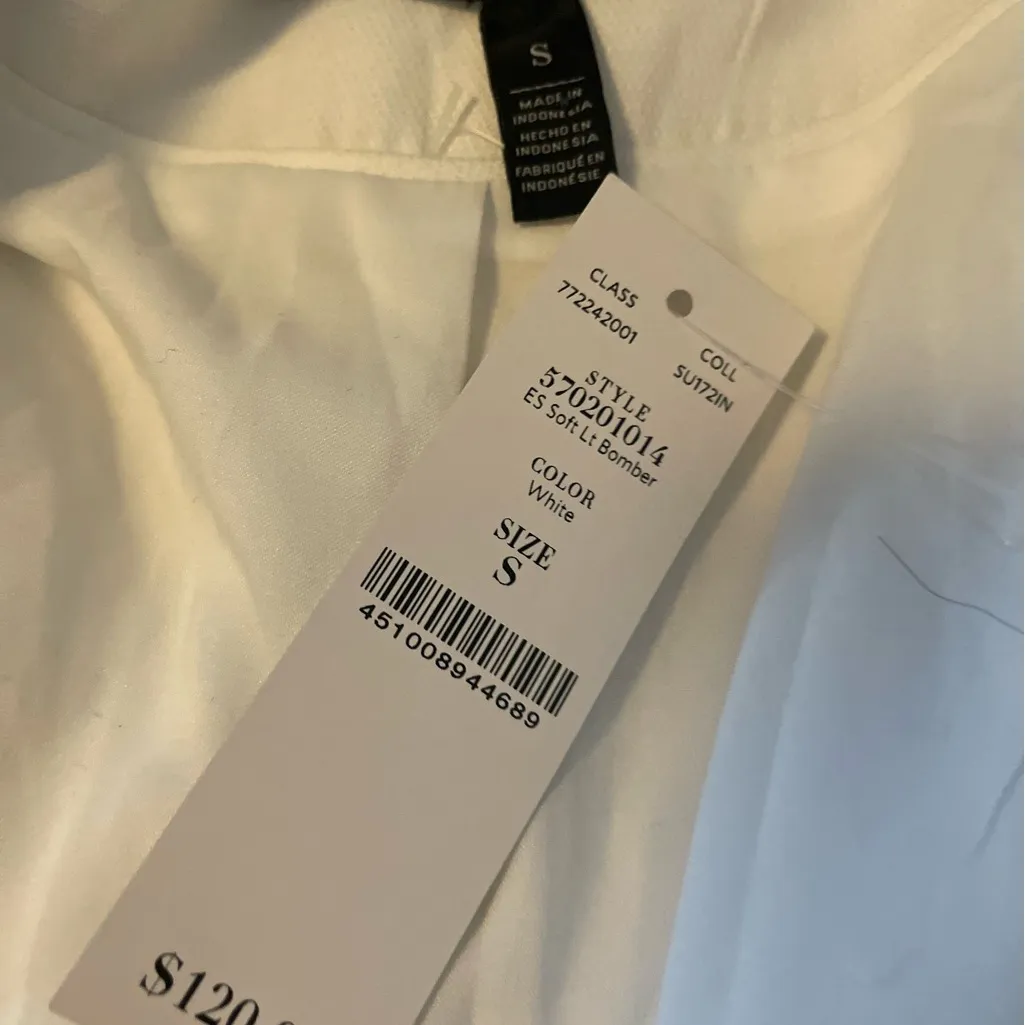 S
MADE IN
INDONESIA
HECHO EN
INDONESIA
FABRIQUÉ EN
INDONÉSIE
CLASS
772242001
COLL
SU172IN
STYLE
570201014
ES Soft Lt Bomber
COLOR
White
SIZE
S
451008944689
$120.